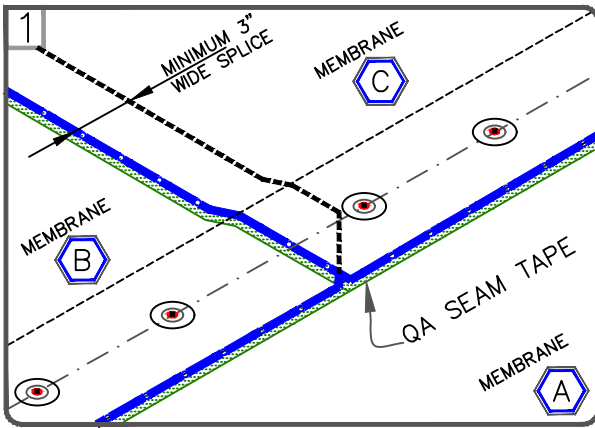 1
MINIMUM 3"
WIDE SPLICE
MEMBRANE
C
MEMBRANE
B
QA SEAM TAPE
MEMBRANE
A